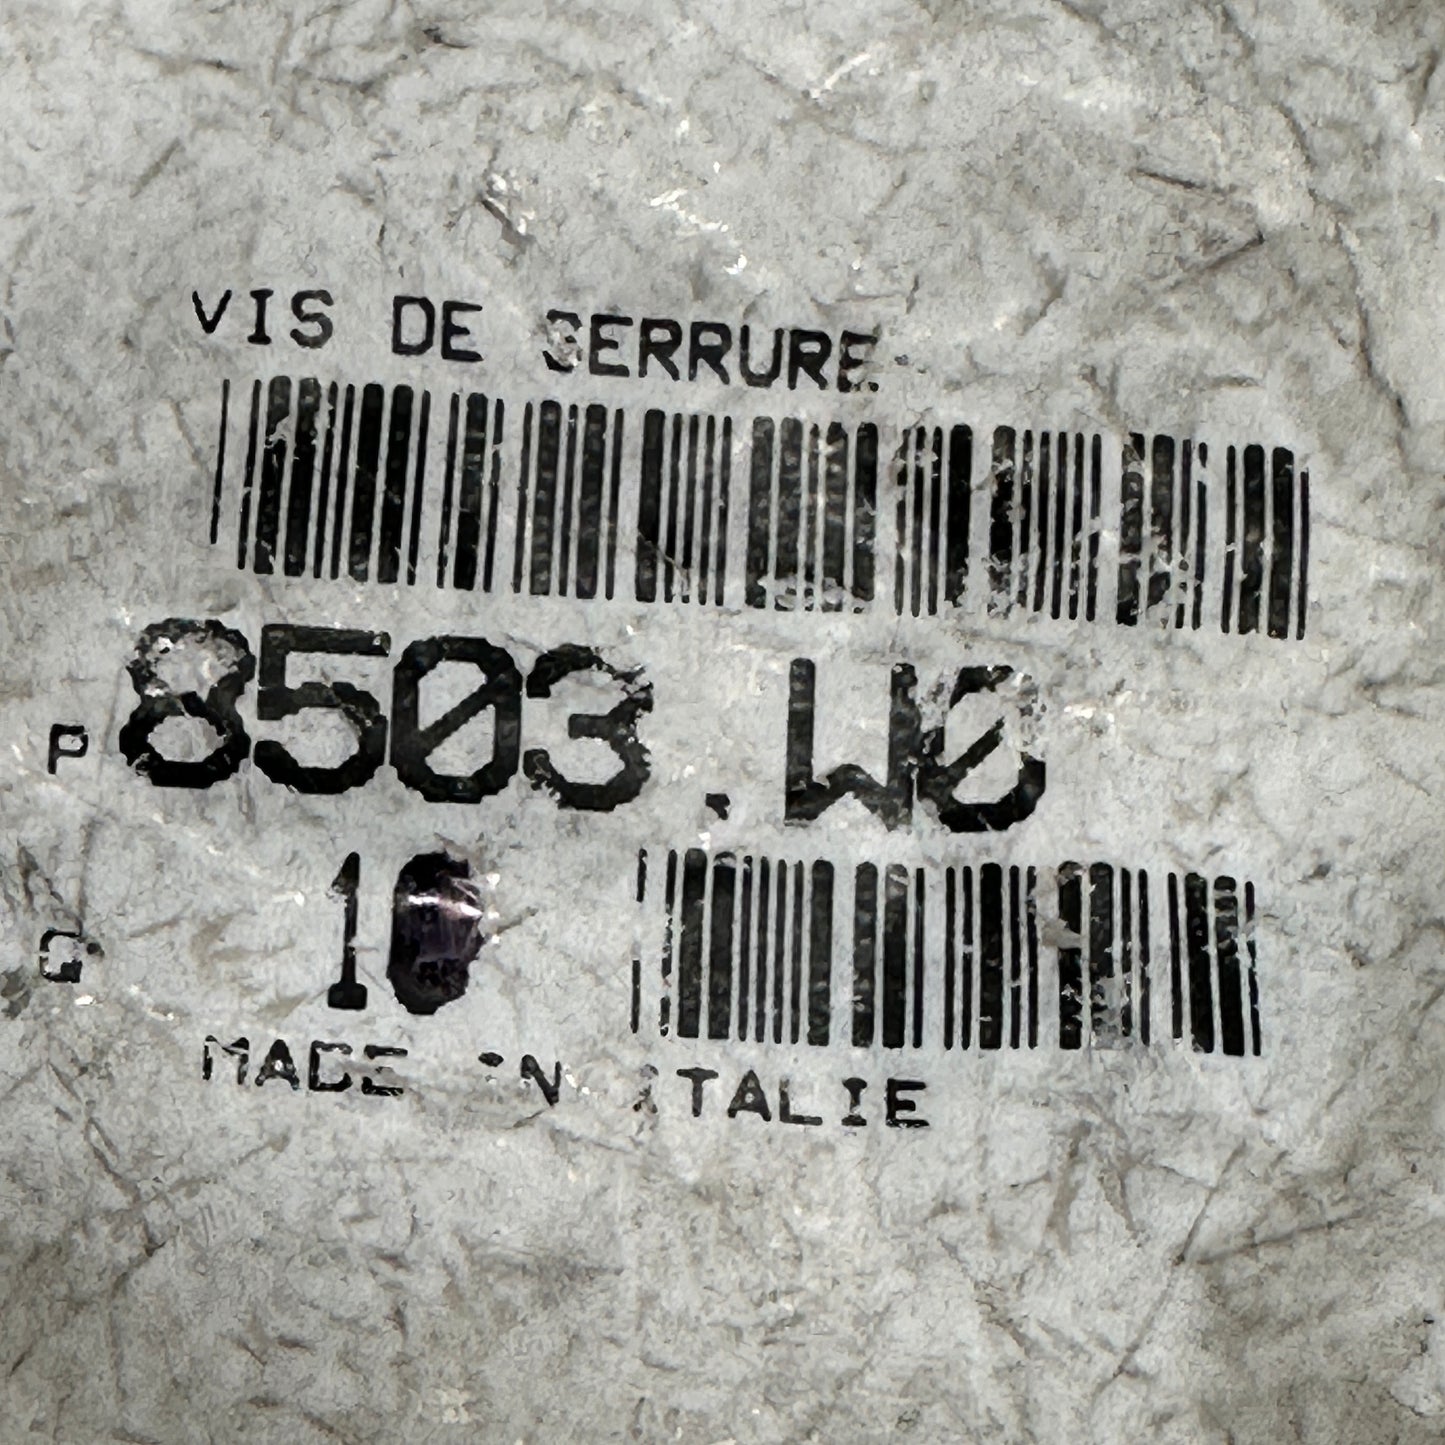 VIS DE SERRURE
P 8503.W0
Q 10
MADE IN ITALIE